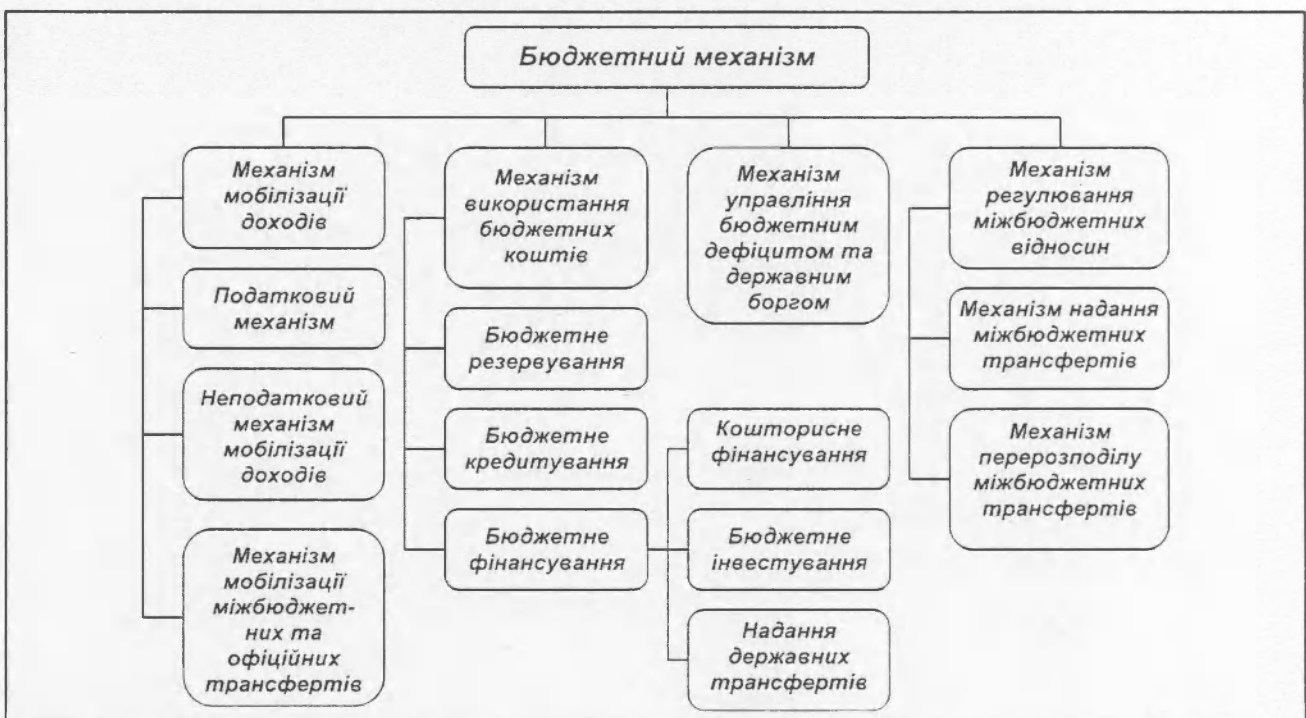 Бюджетний механізм
Механізм
мобілізації
доходів
Податковий
механізм
Неподатковий
механізм
мобілізації
доходів
Механізм
мобілізації
міжбюджет-
них та
офіційних
трансфертів
Механізм
використання
бюджетних
коштів
Бюджетне
резервування
Бюджетне
кредитування
Бюджетне
фінансування
Кошторисне
фінансування
Бюджетне
інвестування
Надання
державних
трансфертів
Механізм
управління
бюджетним
дефіцитом та
державним
боргом
Механізм
регулювання
міжбюджетних
відносин
Механізм надання
міжбюджетних
трансфертів
Механізм
перерозподілу
міжбюджетних
трансфертів